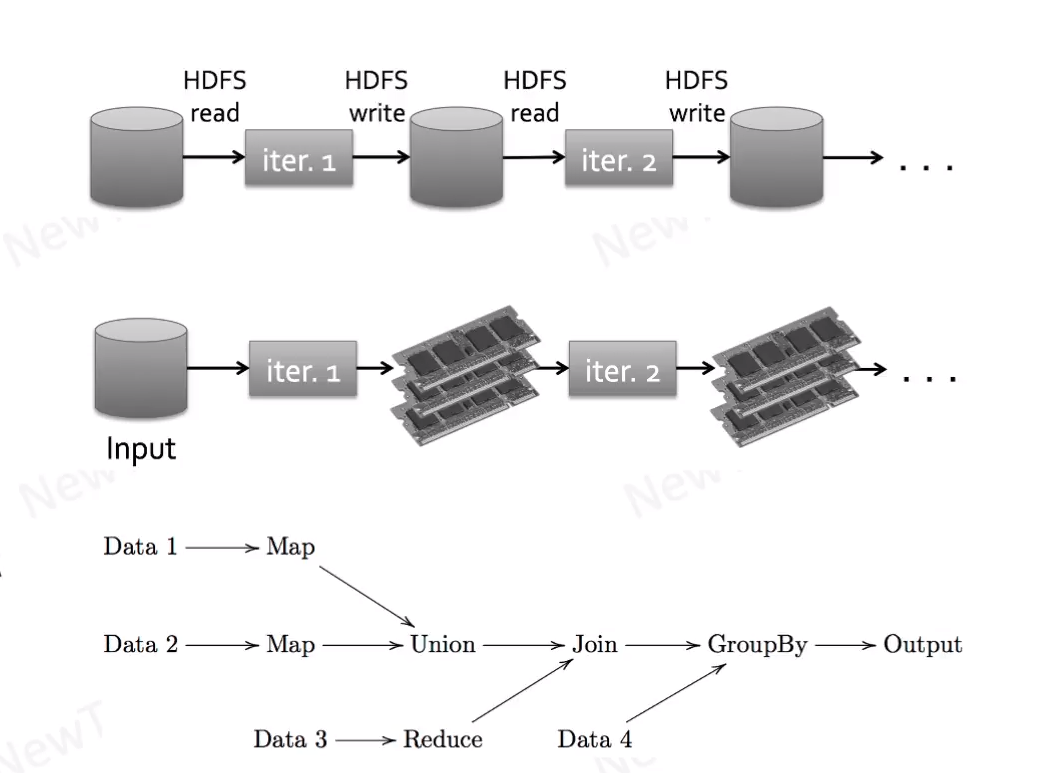 HDFS read
HDFS write
HDFS read
HDFS write
iter. 1
iter. 2
. . .
iter. 1
iter. 2
. . .
Input
Data 1
Map
Data 2
Map
Union
Join
GroupBy
Output
Data 3
Reduce
Data 4
NewT